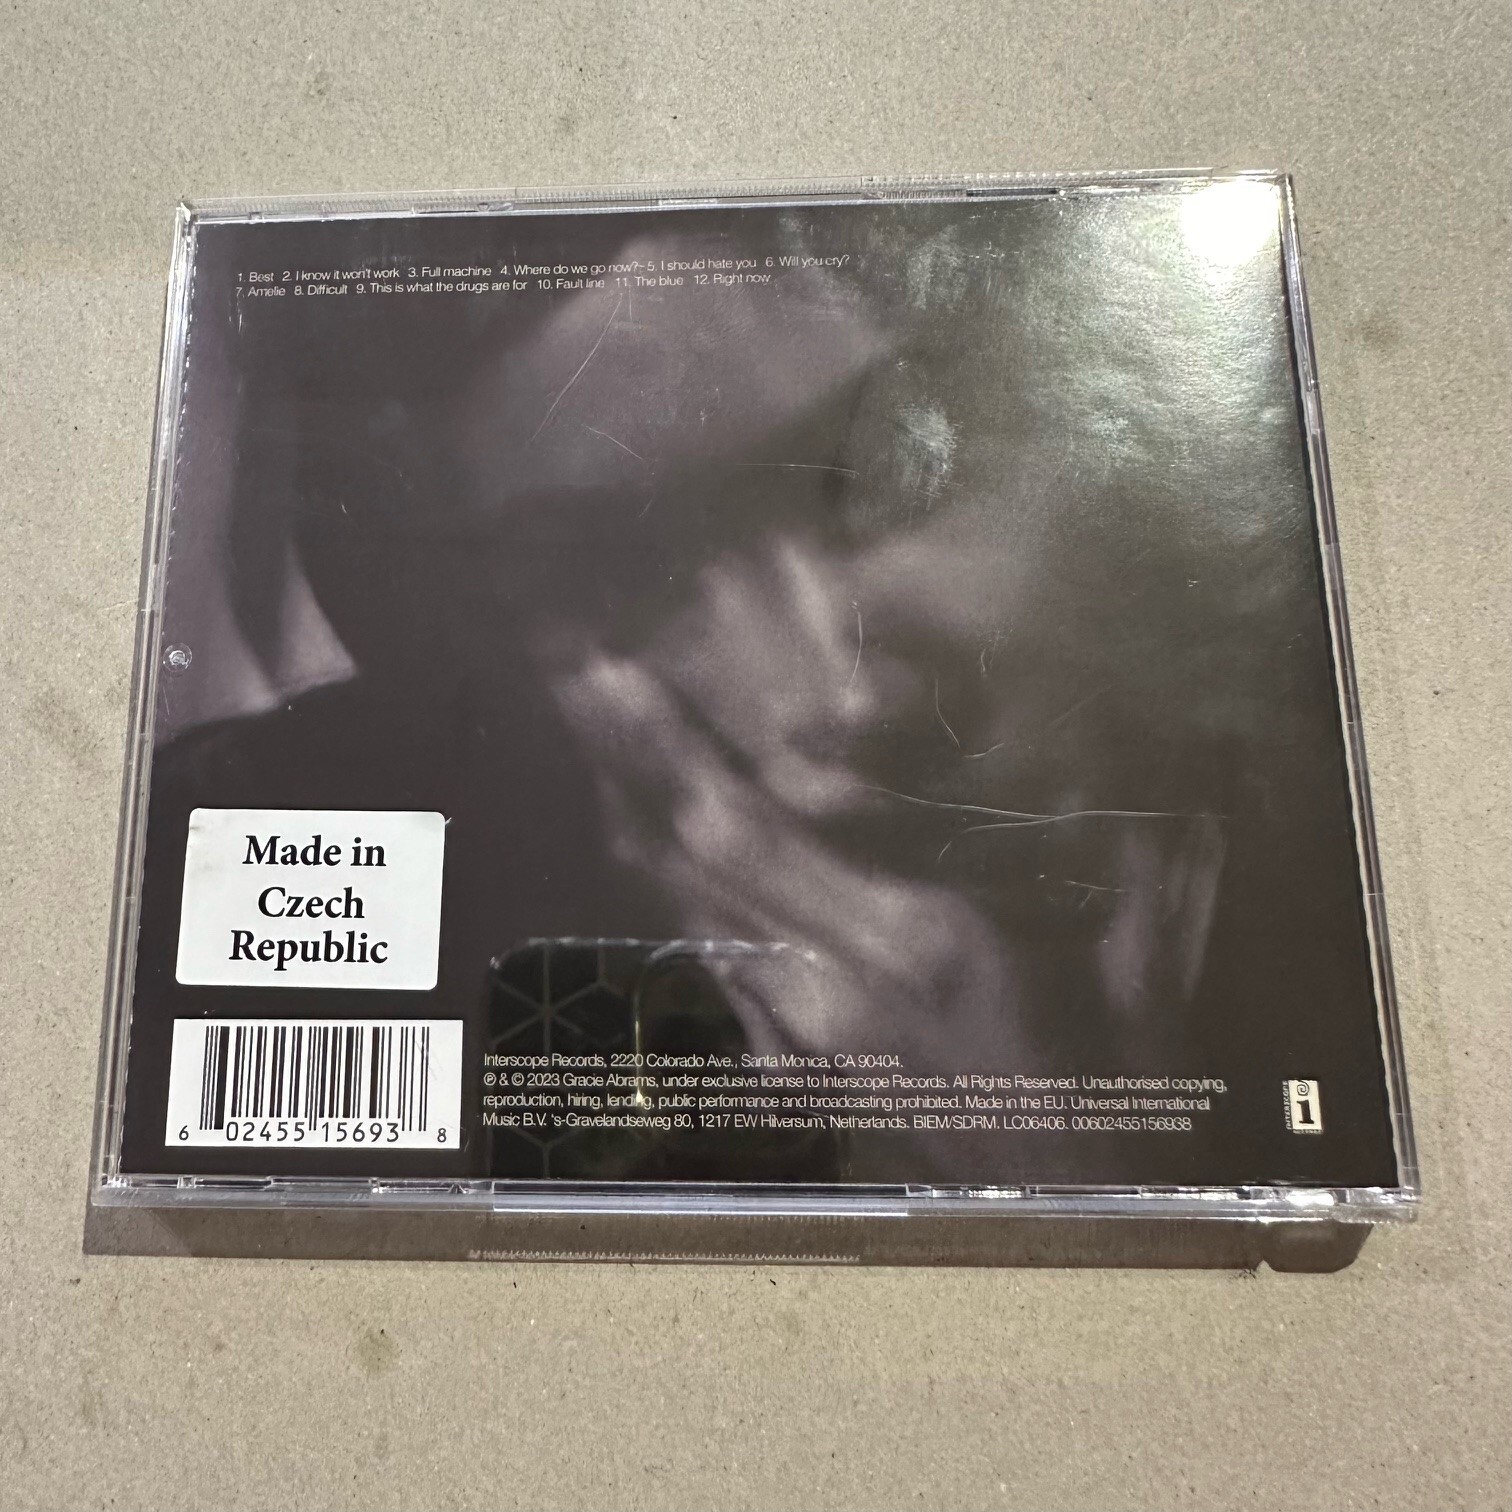 1. Best 2. I know it won't work 3. Full machine 4. Where do we go now? 5. I should hate you 6. Will you cry?
7. Amelie 8. Difficult 9. This is what the drugs are for 10. Fault line 11. The blue 12. Right now
Made in
Czech
Republic
6 02455 15693 8
Interscope Records, 2220 Colorado Ave., Santa Monica, CA 90404.
℗ & © 2023 Gracie Abrams, under exclusive license to Interscope Records. All Rights Reserved. Unauthorised copying,
reproduction, hiring, lending, public performance and broadcasting prohibited. Made in the EU. Universal International
Music B.V. 's-Gravelandseweg 80, 1217 EW Hilversum, Netherlands. BIEM/SDRM. LC06406. 00602455156938
INTERSCOPE
i